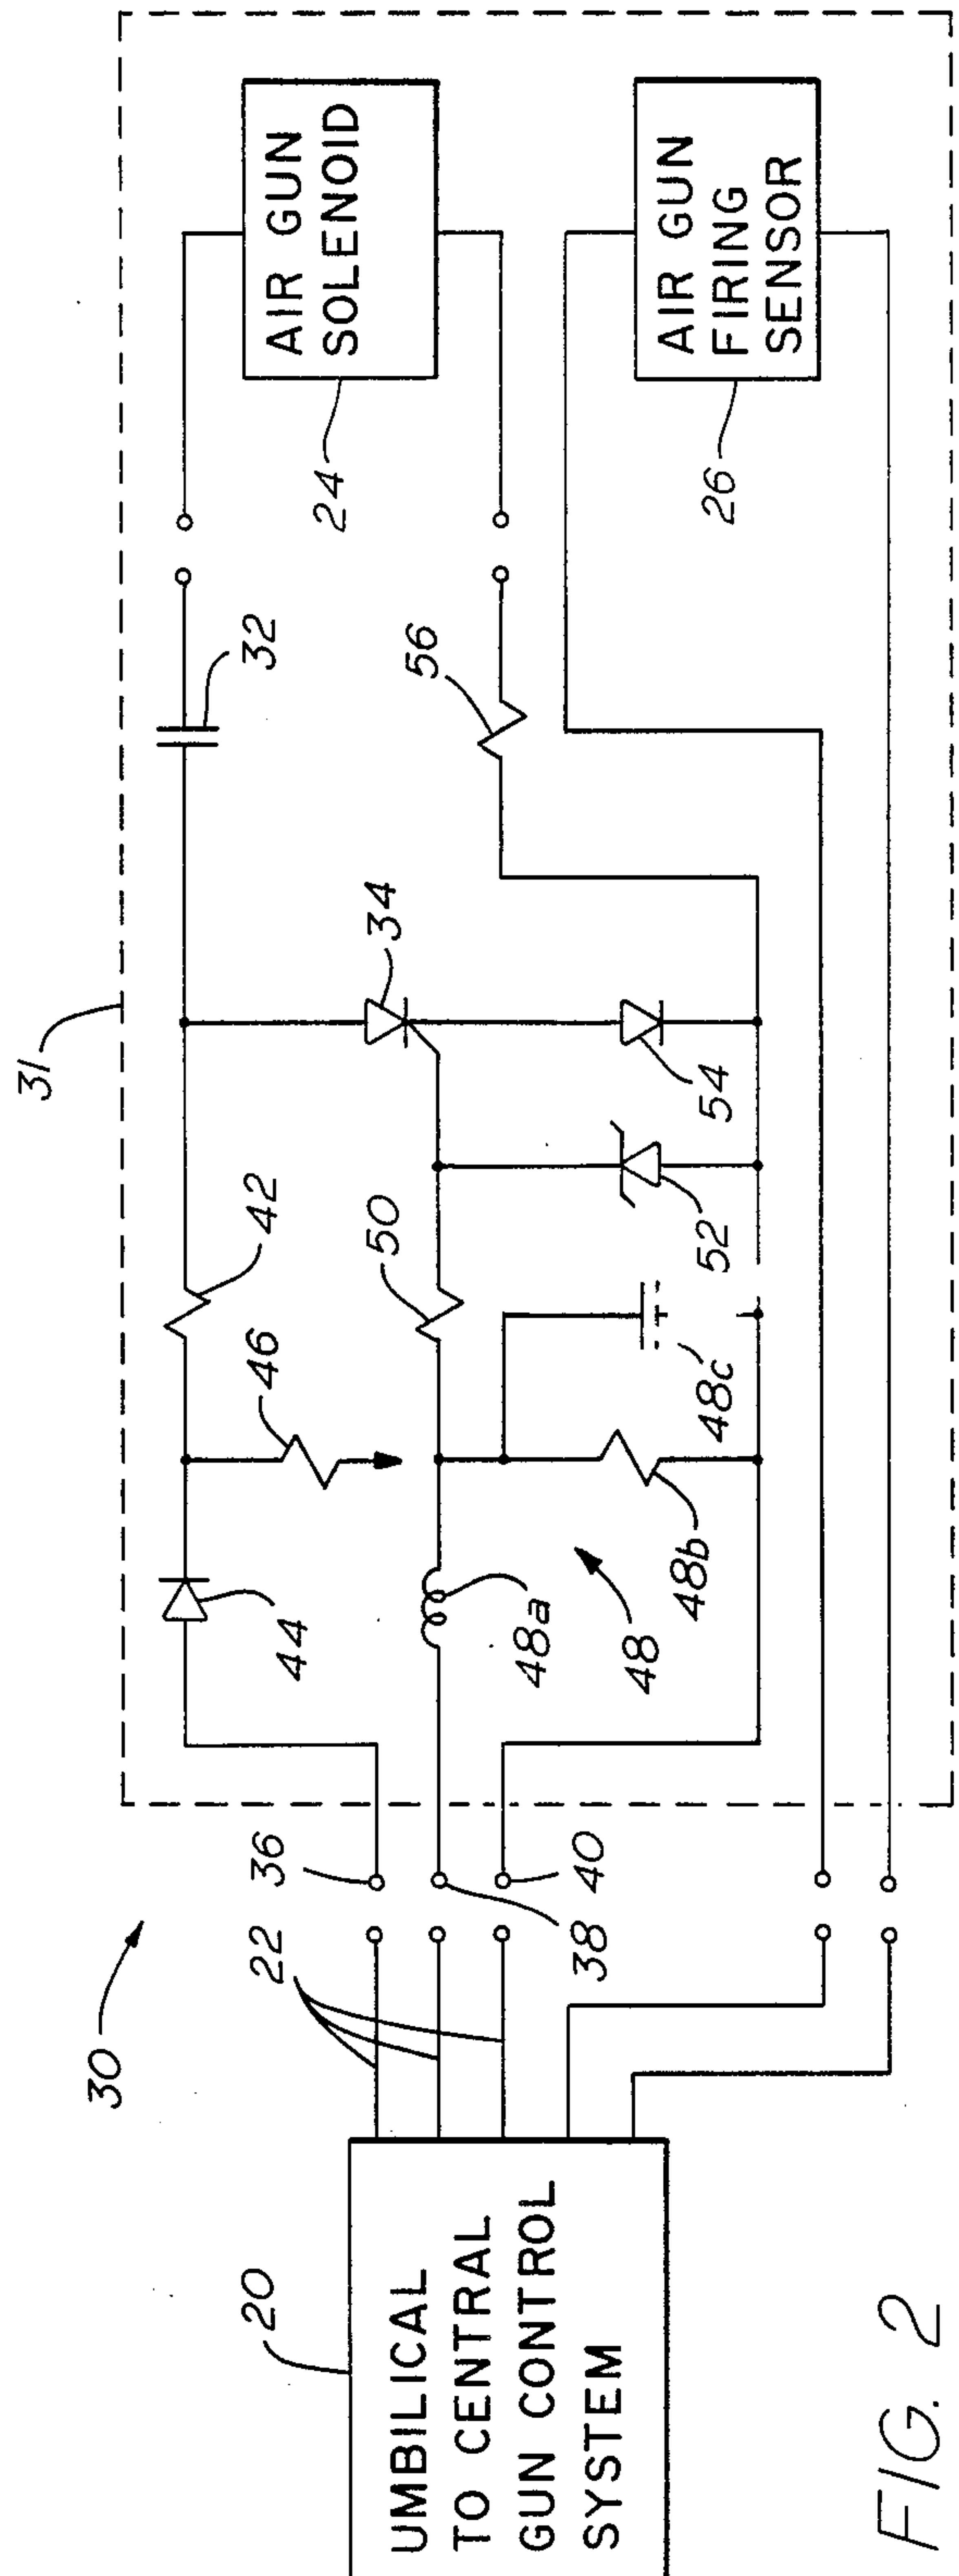 31
AIR GUN
SOLENOID
24
32
56
AIR GUN
FIRING
SENSOR
26
34
54
42
46
50
52
48c
44
48a
48
48b
36
38
40
22
30
20
UMBILICAL
TO CENTRAL
GUN CONTROL
SYSTEM
FIG. 2